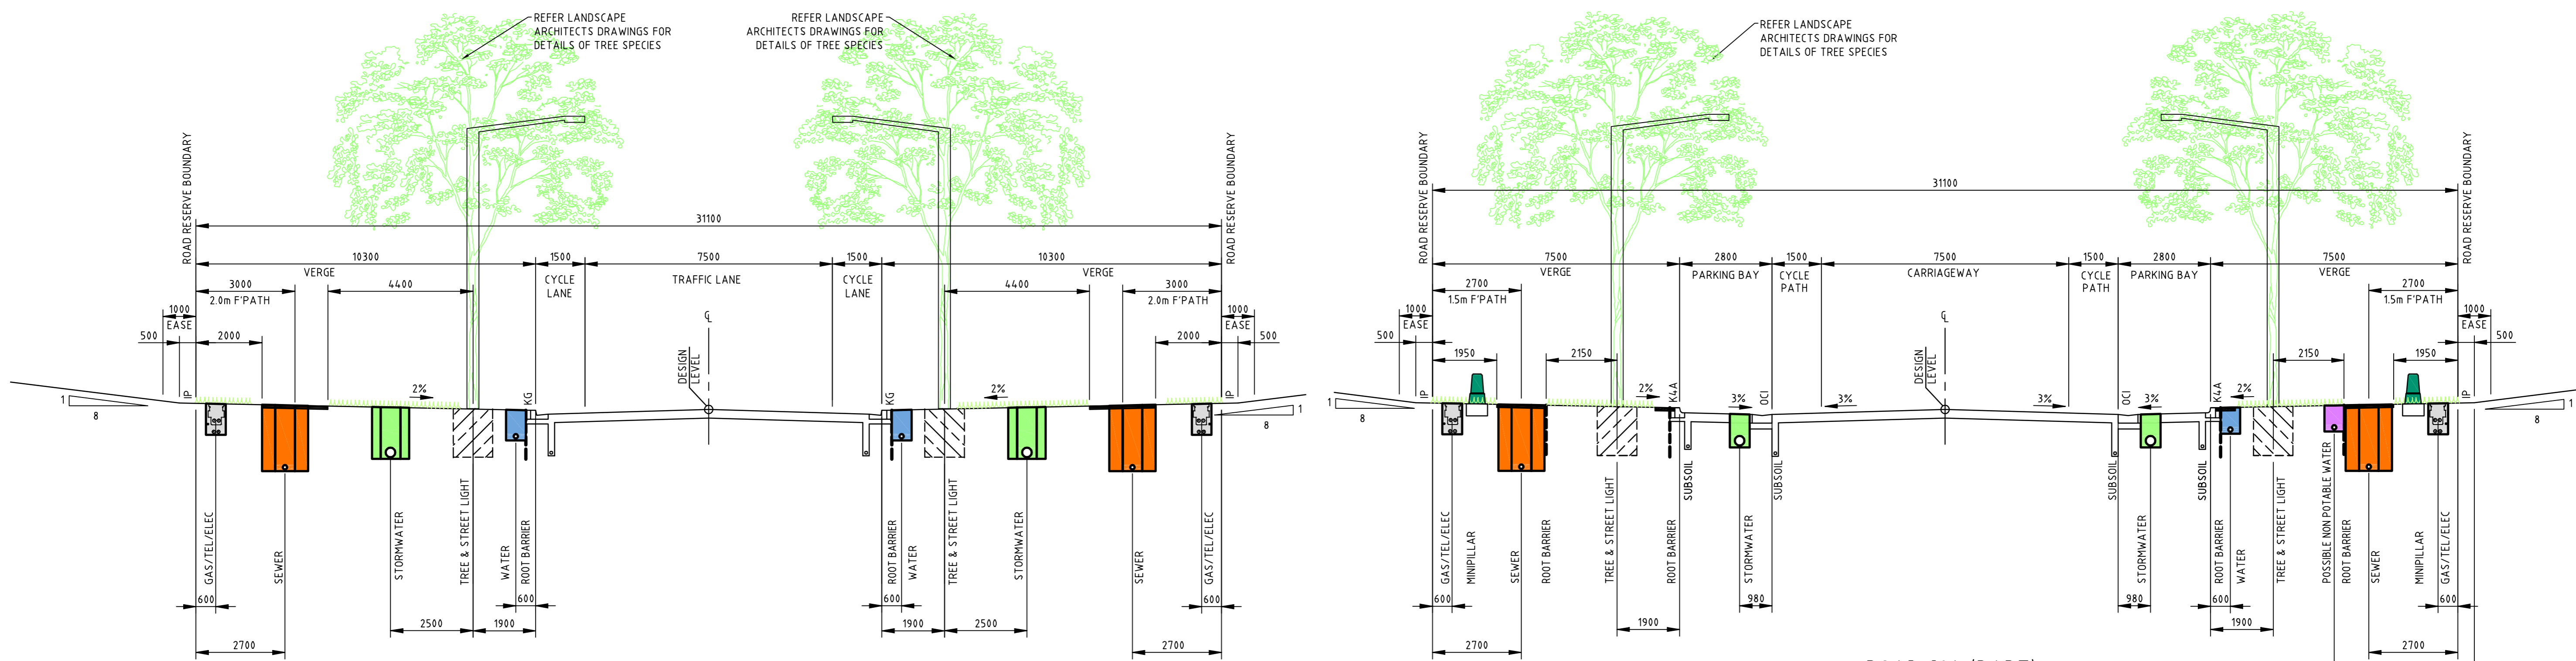 REFER LANDSCAPE
ARCHITECTS DRAWINGS FOR
DETAILS OF TREE SPECIES
REFER LANDSCAPE
ARCHITECTS DRAWINGS FOR
DETAILS OF TREE SPECIES
ROAD RESERVE BOUNDARY
ROAD RESERVE BOUNDARY
31100
10300
1500
7500
1500
10300
VERGE
CYCLE
LANE
TRAFFIC LANE
CYCLE
LANE
VERGE
3000
2.0m F'PATH
4400
4400
3000
2.0m F'PATH
1000
EASE
1000
EASE
500
2000
2000
500
DESIGN
LEVEL
IP
2%
KG
KG
2%
IP
1
8
1
8
GAS/TEL/ELEC
SEWER
STORMWATER
TREE & STREET LIGHT
WATER
ROOT BARRIER
ROOT BARRIER
WATER
TREE & STREET LIGHT
STORMWATER
SEWER
GAS/TEL/ELEC
600
600
600
600
2500
1900
1900
2500
2700
2700
REFER LANDSCAPE
ARCHITECTS DRAWINGS FOR
DETAILS OF TREE SPECIES
ROAD RESERVE BOUNDARY
ROAD RESERVE BOUNDARY
31100
7500
2800
1500
7500
1500
2800
7500
VERGE
PARKING BAY
CYCLE
PATH
CARRIAGEWAY
CYCLE
PATH
PARKING BAY
VERGE
2700
1.5m F'PATH
2700
1.5m F'PATH
1000
EASE
1000
EASE
500
1950
2150
2150
1950
500
DESIGN
LEVEL
IP
2%
K4A
3%
OCI
3%
3%
OCI
3%
K4A
2%
IP
1
8
1
8
SUBSOIL
SUBSOIL
SUBSOIL
SUBSOIL
GAS/TEL/ELEC
MINIPILLAR
SEWER
ROOT BARRIER
TREE & STREET LIGHT
ROOT BARRIER
STORMWATER
STORMWATER
ROOT BARRIER
WATER
TREE & STREET LIGHT
POSSIBLE NON POTABLE WATER
ROOT BARRIER
SEWER
MINIPILLAR
GAS/TEL/ELEC
600
980
980
600
600
1900
1900
2700
2700